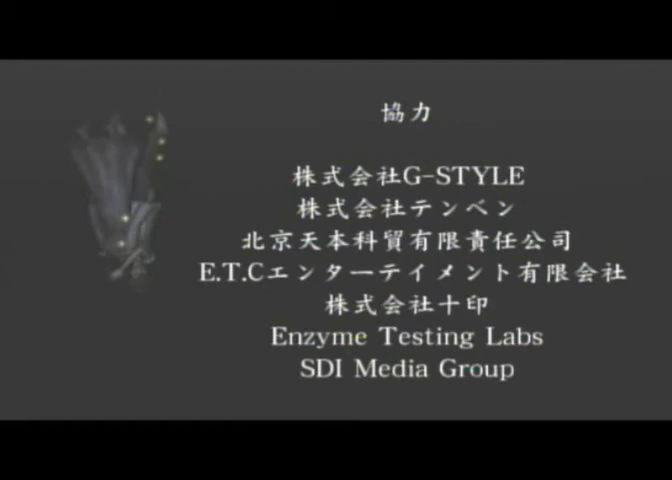 協力
株式会社G-STYLE
株式会社テンベン
北京天本科貿有限責任公司
E.T.Cエンターテイメント有限会社
株式会社十印
Enzyme Testing Labs
SDI Media Group